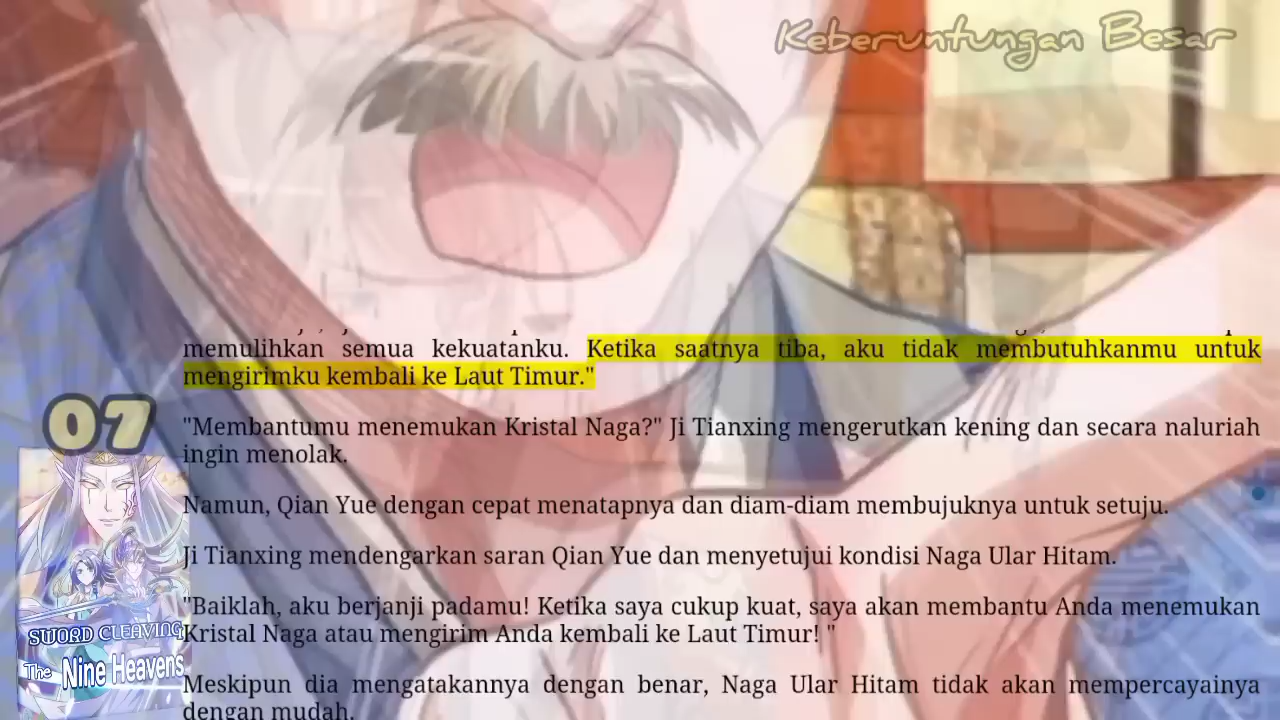 Keberuntungan Besar
memulihkan semua kekuatanku. Ketika saatnya tiba, aku tidak membutuhkanmu untuk
mengirimku kembali ke Laut Timur."
07
"Membantumu menemukan Kristal Naga?" Ji Tianxing mengerutkan kening dan secara naluriah
ingin menolak.
Namun, Qian Yue dengan cepat menatapnya dan diam-diam membujuknya untuk setuju.
Ji Tianxing mendengarkan saran Qian Yue dan menyetujui kondisi Naga Ular Hitam.
"Baiklah, aku berjanji padamu! Ketika saya cukup kuat, saya akan membantu Anda menemukan
Kristal Naga atau mengirim Anda kembali ke Laut Timur! "
SWORD CLEAVING
The Nine Heavens
Meskipun dia mengatakannya dengan benar, Naga Ular Hitam tidak akan mempercayainya
dengan mudah.